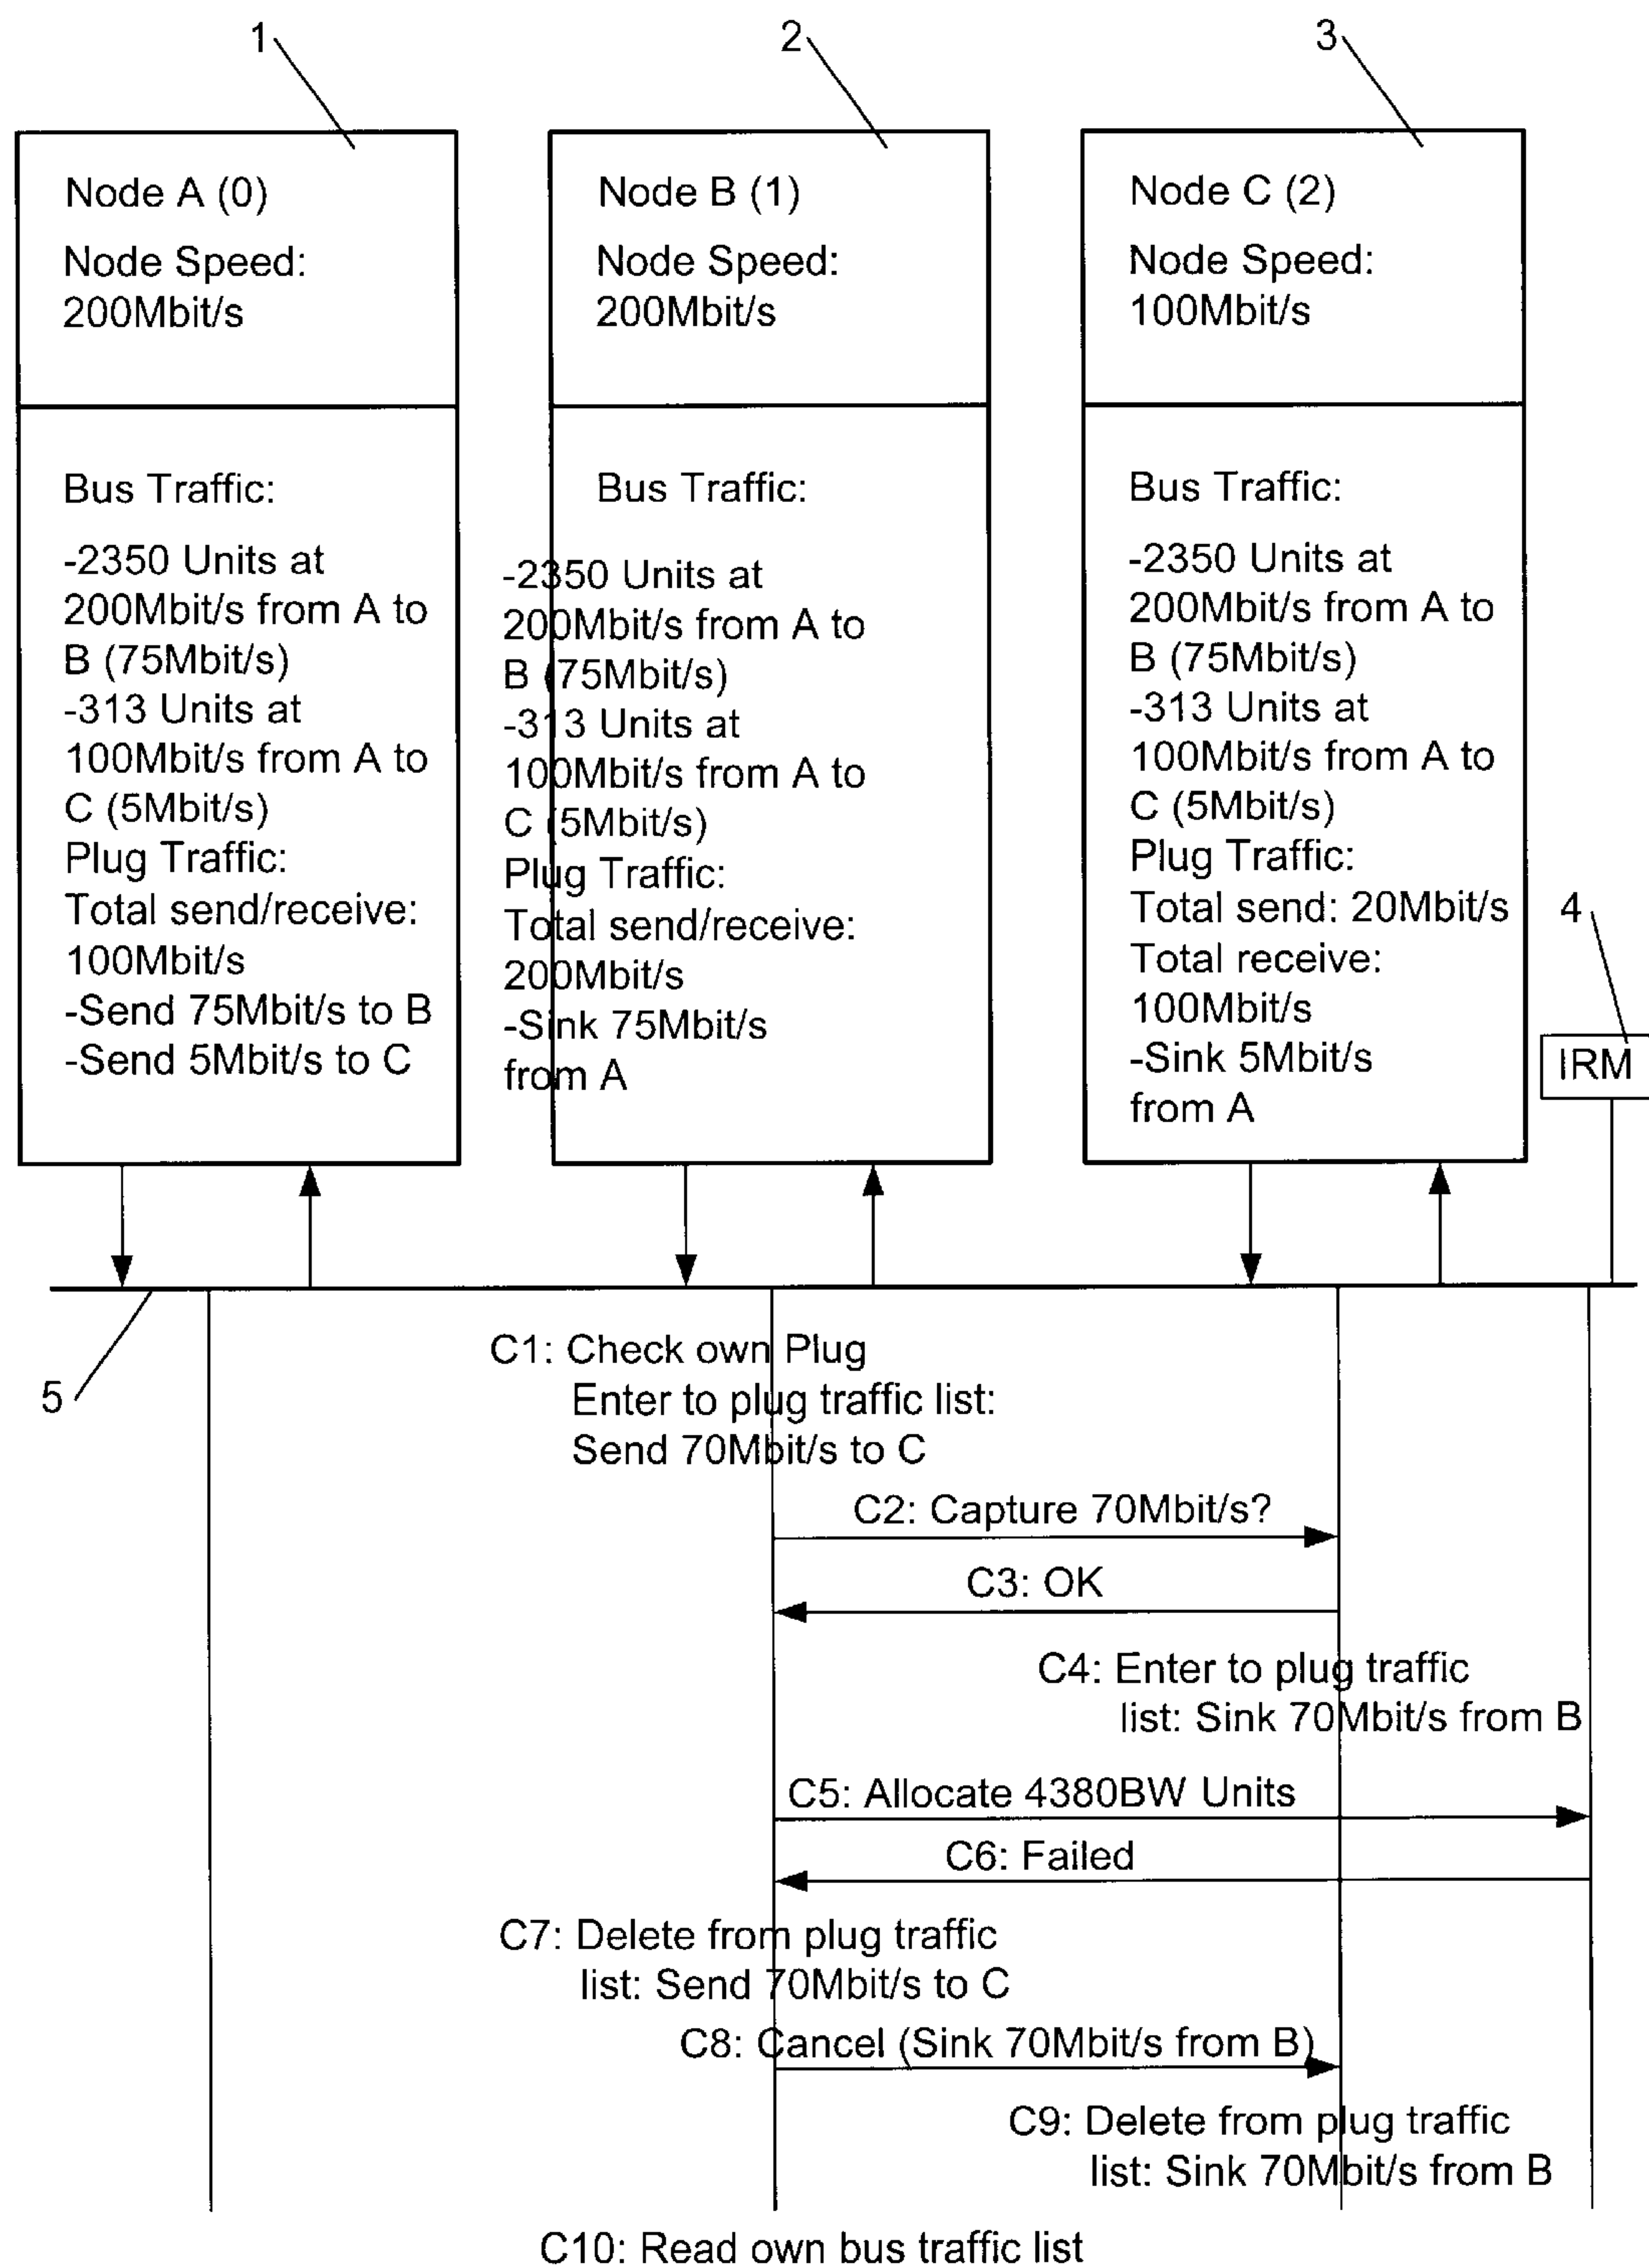 1
2
3
Node A (0)
Node Speed:
200Mbit/s
Bus Traffic:
-2350 Units at
200Mbit/s from A to
B (75Mbit/s)
-313 Units at
100Mbit/s from A to
C (5Mbit/s)
Plug Traffic:
Total send/receive:
100Mbit/s
-Send 75Mbit/s to B
-Send 5Mbit/s to C
Node B (1)
Node Speed:
200Mbit/s
Bus Traffic:
-2350 Units at
200Mbit/s from A to
B (75Mbit/s)
-313 Units at
100Mbit/s from A to
C (5Mbit/s)
Plug Traffic:
Total send/receive:
200Mbit/s
-Sink 75Mbit/s
from A
Node C (2)
Node Speed:
100Mbit/s
Bus Traffic:
-2350 Units at
200Mbit/s from A to
B (75Mbit/s)
-313 Units at
100Mbit/s from A to
C (5Mbit/s)
Plug Traffic:
Total send: 20Mbit/s
Total receive:
100Mbit/s
-Sink 5Mbit/s
from A
4
IRM
5
C1: Check own Plug
Enter to plug traffic list:
Send 70Mbit/s to C
C2: Capture 70Mbit/s?
C3: OK
C4: Enter to plug traffic
list: Sink 70Mbit/s from B
C5: Allocate 4380BW Units
C6: Failed
C7: Delete from plug traffic
list: Send 70Mbit/s to C
C8: Cancel (Sink 70Mbit/s from B)
C9: Delete from plug traffic
list: Sink 70Mbit/s from B
C10: Read own bus traffic list